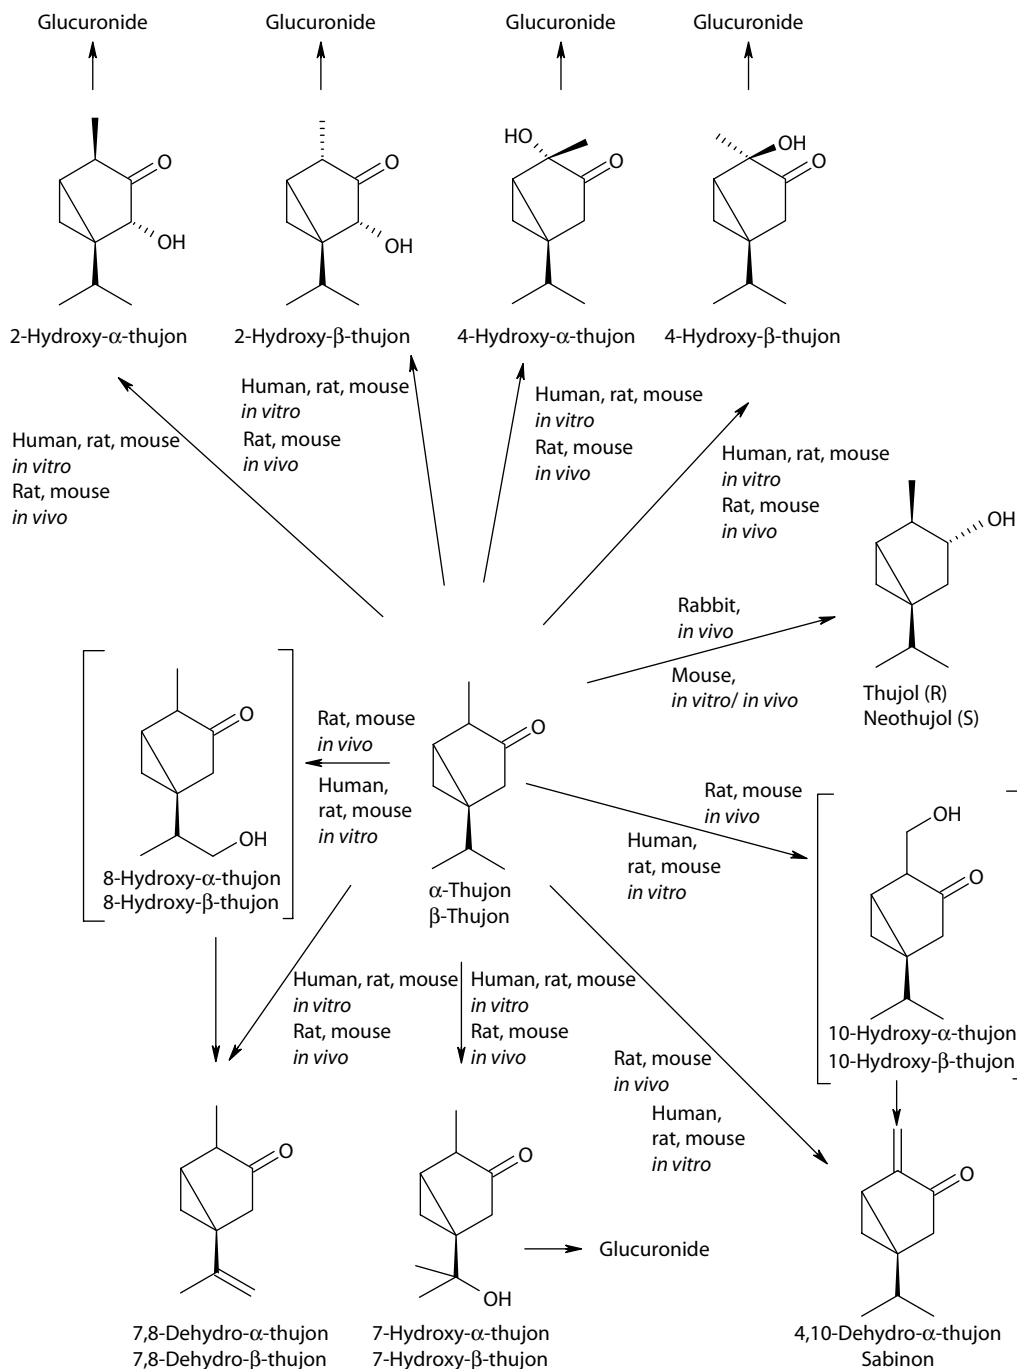 Glucuronide
Glucuronide
Glucuronide
Glucuronide
O
OH
2-Hydroxy-α-thujon
O
OH
2-Hydroxy-β-thujon
HO
O
4-Hydroxy-α-thujon
OH
O
4-Hydroxy-β-thujon
Human, rat, mouse
in vitro
Rat, mouse
in vivo
Human, rat, mouse
in vitro
Rat, mouse
in vivo
Human, rat, mouse
in vitro
Rat, mouse
in vivo
Human, rat, mouse
in vitro
Rat, mouse
in vivo
OH
Thujol (R)
Neothujol (S)
Rabbit,
in vivo
Mouse,
in vitro/ in vivo
O
OH
8-Hydroxy-α-thujon
8-Hydroxy-β-thujon
Rat, mouse
in vivo
Human,
rat, mouse
in vitro
O
α-Thujon
β-Thujon
Rat, mouse
in vivo
Human,
rat, mouse
in vitro
OH
O
10-Hydroxy-α-thujon
10-Hydroxy-β-thujon
Human, rat, mouse
in vitro
Rat, mouse
in vivo
Human, rat, mouse
in vitro
Rat, mouse
in vivo
Rat, mouse
in vivo
Human,
rat, mouse
in vitro
O
7,8-Dehydro-α-thujon
7,8-Dehydro-β-thujon
O
OH
7-Hydroxy-α-thujon
7-Hydroxy-β-thujon
Glucuronide
O
4,10-Dehydro-α-thujon
Sabinon